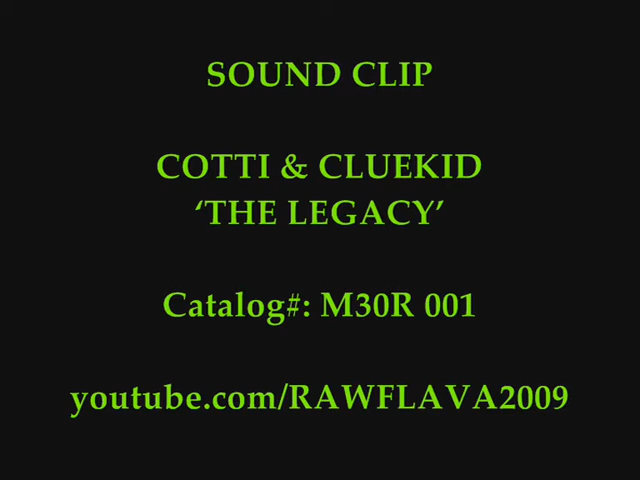 SOUND CLIP
COTTI & CLUEKID
‘THE LEGACY’
Catalog#: M30R 001
youtube.com/RAWFLAVA2009